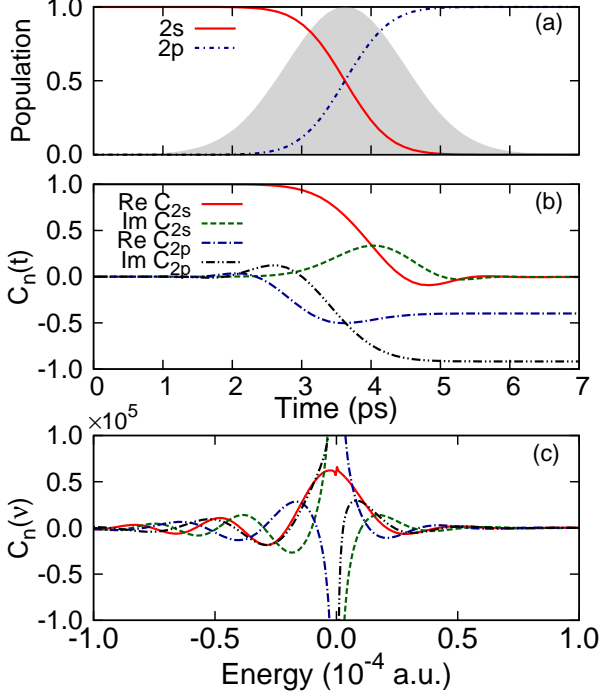 1.0
(a)
2s
2p
Population
0.5
0.0
1.0
(b)
Re C2s
Im C2s
Re C2p
Im C2p
0.5
Cn(t)
0.0
-0.5
-1.0
0 1 2 3 4 5 6 7
Time (ps)
×10^5
1.0
(c)
0.5
Cn(ν)
0.0
-0.5
-1.0
-1.0 -0.5 0.0 0.5 1.0
Energy (10^-4 a.u.)